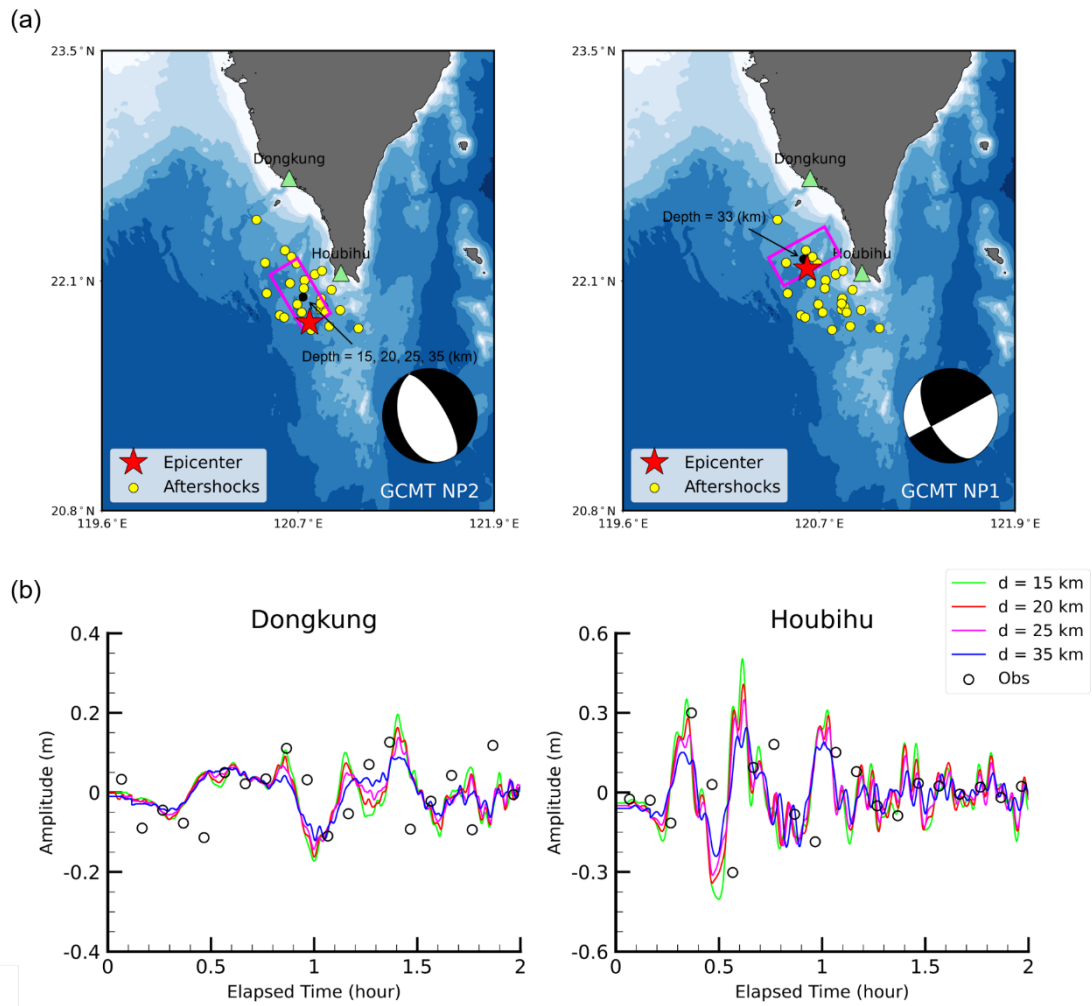 (a)
23.5°N
22.1°N
20.8°N
119.6°E
120.7°E
121.9°E
Dongkung
Houbihu
Depth = 15, 20, 25, 35 (km)
Epicenter
Aftershocks
GCMT NP2
23.5°N
22.1°N
20.8°N
119.6°E
120.7°E
121.9°E
Dongkung
Depth = 33 (km)
Houbihu
Epicenter
Aftershocks
GCMT NP1
(b)
d = 15 km
d = 20 km
d = 25 km
d = 35 km
Obs
Dongkung
Amplitude (m)
0.4
0.2
0
-0.2
-0.4
0
0.5
1
1.5
2
Elapsed Time (hour)
Houbihu
Amplitude (m)
0.6
0.3
0
-0.3
-0.6
0
0.5
1
1.5
2
Elapsed Time (hour)